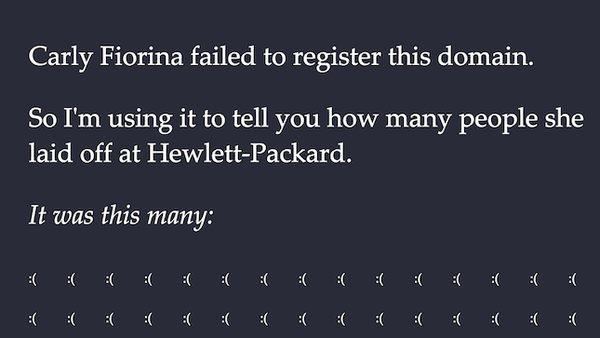 Carly Fiorina failed to register this domain.
So I'm using it to tell you how many people she
laid off at Hewlett-Packard.
It was this many:
:( :( :( :( :( :( :( :( :( :( :( :( :( :( :(
:( :( :( :( :( :( :( :( :( :( :( :( :( :( :(